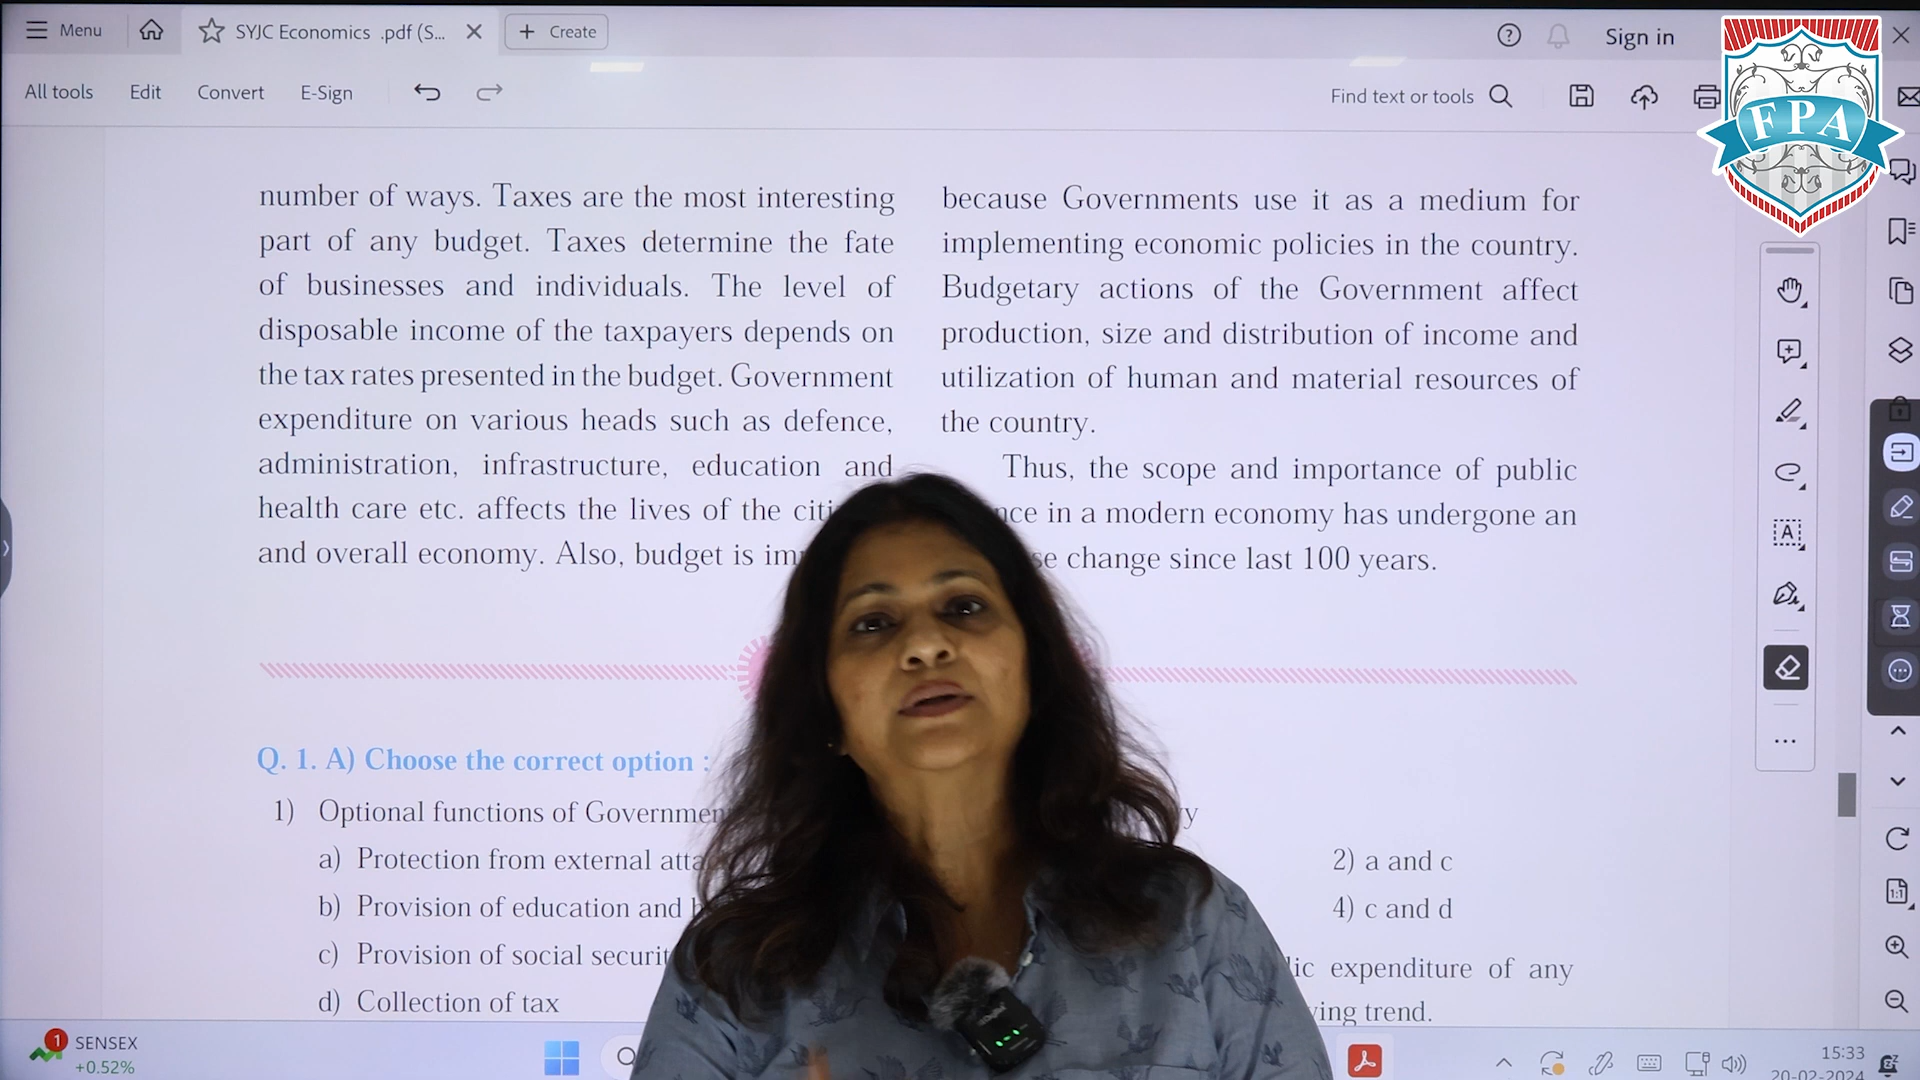 Menu
SYJC Economics .pdf (S...
Create
Sign in
All tools
Edit
Convert
E-Sign
Find text or tools
FPA
number of ways. Taxes are the most interesting
part of any budget. Taxes determine the fate
of businesses and individuals. The level of
disposable income of the taxpayers depends on
the tax rates presented in the budget. Government
expenditure on various heads such as defence,
administration, infrastructure, education and
health care etc. affects the lives of the
and overall economy. Also, budget is
because Governments use it as a medium for
implementing economic policies in the country.
Budgetary actions of the Government affect
production, size and distribution of income and
utilization of human and material resources of
the country.
Thus, the scope and importance of public
in a modern economy has undergone an
change since last 100 years.
Q. 1. A) Choose the correct option :
1) Optional functions of
a) Protection from external
b) Provision of education and
c) Provision of social
d) Collection of tax
2) a and c
4) c and d
expenditure of any
trend.
1
SENSEX
+0.52%
15:33
20-02-2024